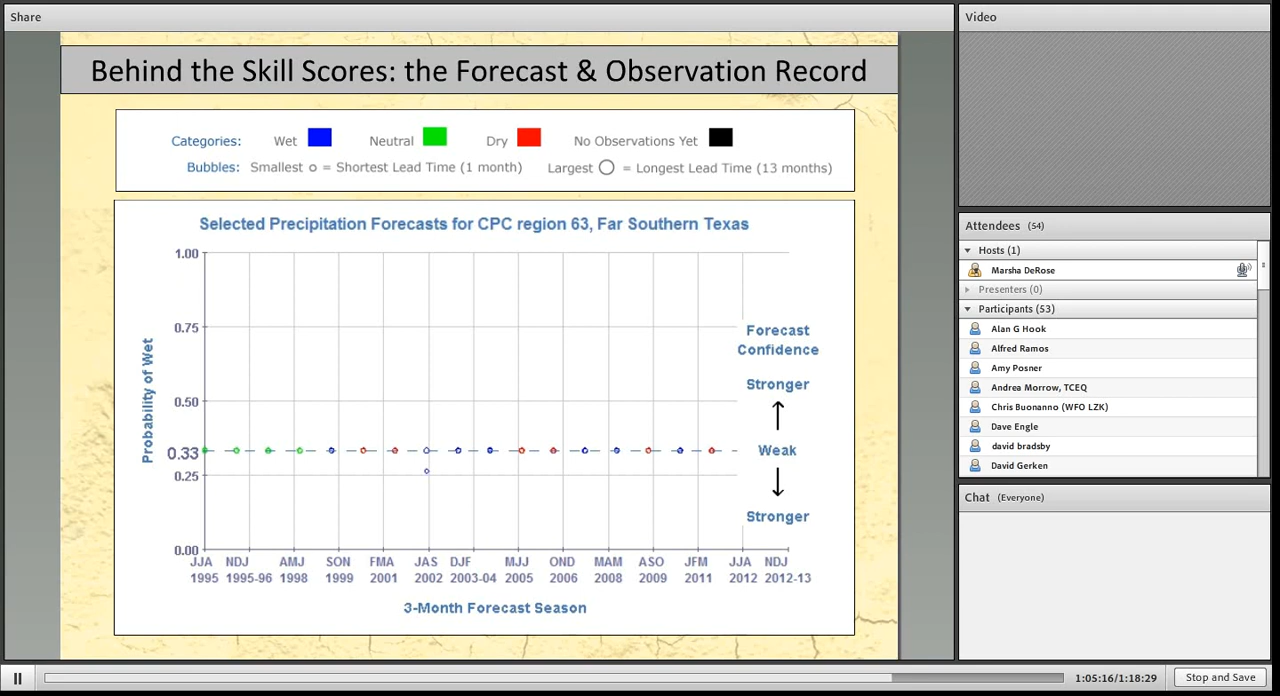 Share
Behind the Skill Scores: the Forecast & Observation Record
Categories: Wet Neutral Dry No Observations Yet
Bubbles: Smallest o = Shortest Lead Time (1 month) Largest O = Longest Lead Time (13 months)
Selected Precipitation Forecasts for CPC region 63, Far Southern Texas
Probability of Wet
1.00
0.75
0.50
0.33
0.25
0.00
Forecast
Confidence
Stronger
Weak
Stronger
JJA NDJ AMJ SON FMA JAS DJF MJJ OND MAM ASO JFM JJA NDJ
1995 1995-96 1998 1999 2001 2002 2003-04 2005 2006 2008 2009 2011 2012 2012-13
3-Month Forecast Season
Video
Attendees (54)
Hosts (1)
Marsha DeRose
Presenters (0)
Participants (53)
Alan G Hook
Alfred Ramos
Amy Posner
Andrea Morrow, TCEQ
Chris Buonanno (WFO LZK)
Dave Engle
david bradsby
David Gerken
Chat (Everyone)
1:05:16/1:18:29
Stop and Save